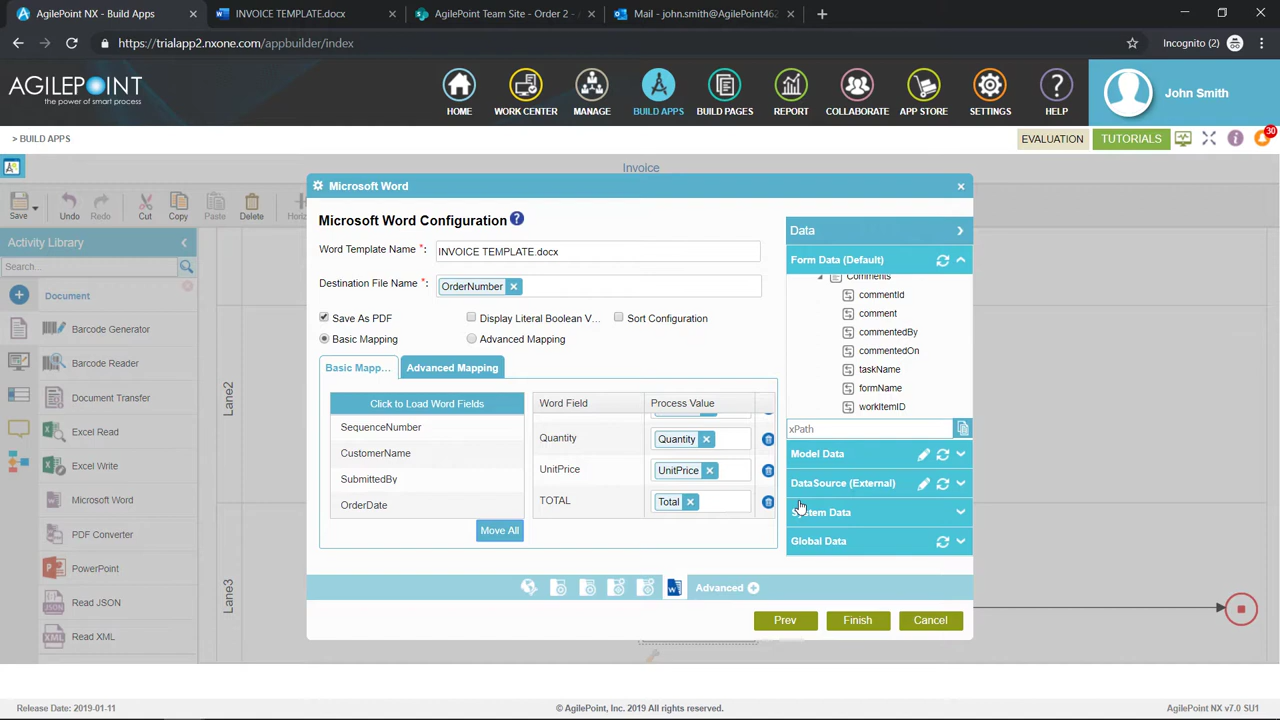 AgilePoint NX - Build Apps
INVOICE TEMPLATE.docx
AgilePoint Team Site - Order 2 -
Mail - john.smith@AgilePoint462
https://trialapp2.nxone.com/appbuilder/index
Incognito (2)
AGILEPOINT
the power of smart process
HOME
WORK CENTER
MANAGE
BUILD APPS
BUILD PAGES
REPORT
COLLABORATE
APP STORE
SETTINGS
HELP
John Smith
> BUILD APPS
EVALUATION
TUTORIALS
30
Invoice
Save
Undo
Redo
Cut
Copy
Paste
Delete
Horiz
Activity Library
Search...
Document
Barcode Generator
Barcode Reader
Document Transfer
Excel Read
Excel Write
Microsoft Word
PDF Converter
PowerPoint
Read JSON
Read XML
Lane2
Lane3
Microsoft Word
Microsoft Word Configuration
Word Template Name *:
INVOICE TEMPLATE.docx
Destination File Name *:
OrderNumber
Save As PDF
Display Literal Boolean V...
Sort Configuration
Basic Mapping
Advanced Mapping
Basic Mapp...
Advanced Mapping
Click to Load Word Fields
SequenceNumber
CustomerName
SubmittedBy
OrderDate
Move All
Word Field
Process Value
Quantity
Quantity
UnitPrice
UnitPrice
TOTAL
Total
Data
Form Data (Default)
Comments
commentId
comment
commentedBy
commentedOn
taskName
formName
workItemID
xPath
Model Data
DataSource (External)
System Data
Global Data
Advanced
Prev
Finish
Cancel
Release Date: 2019-01-11
© AgilePoint, Inc. 2019 All rights reserved.
AgilePoint NX v7.0 SU1